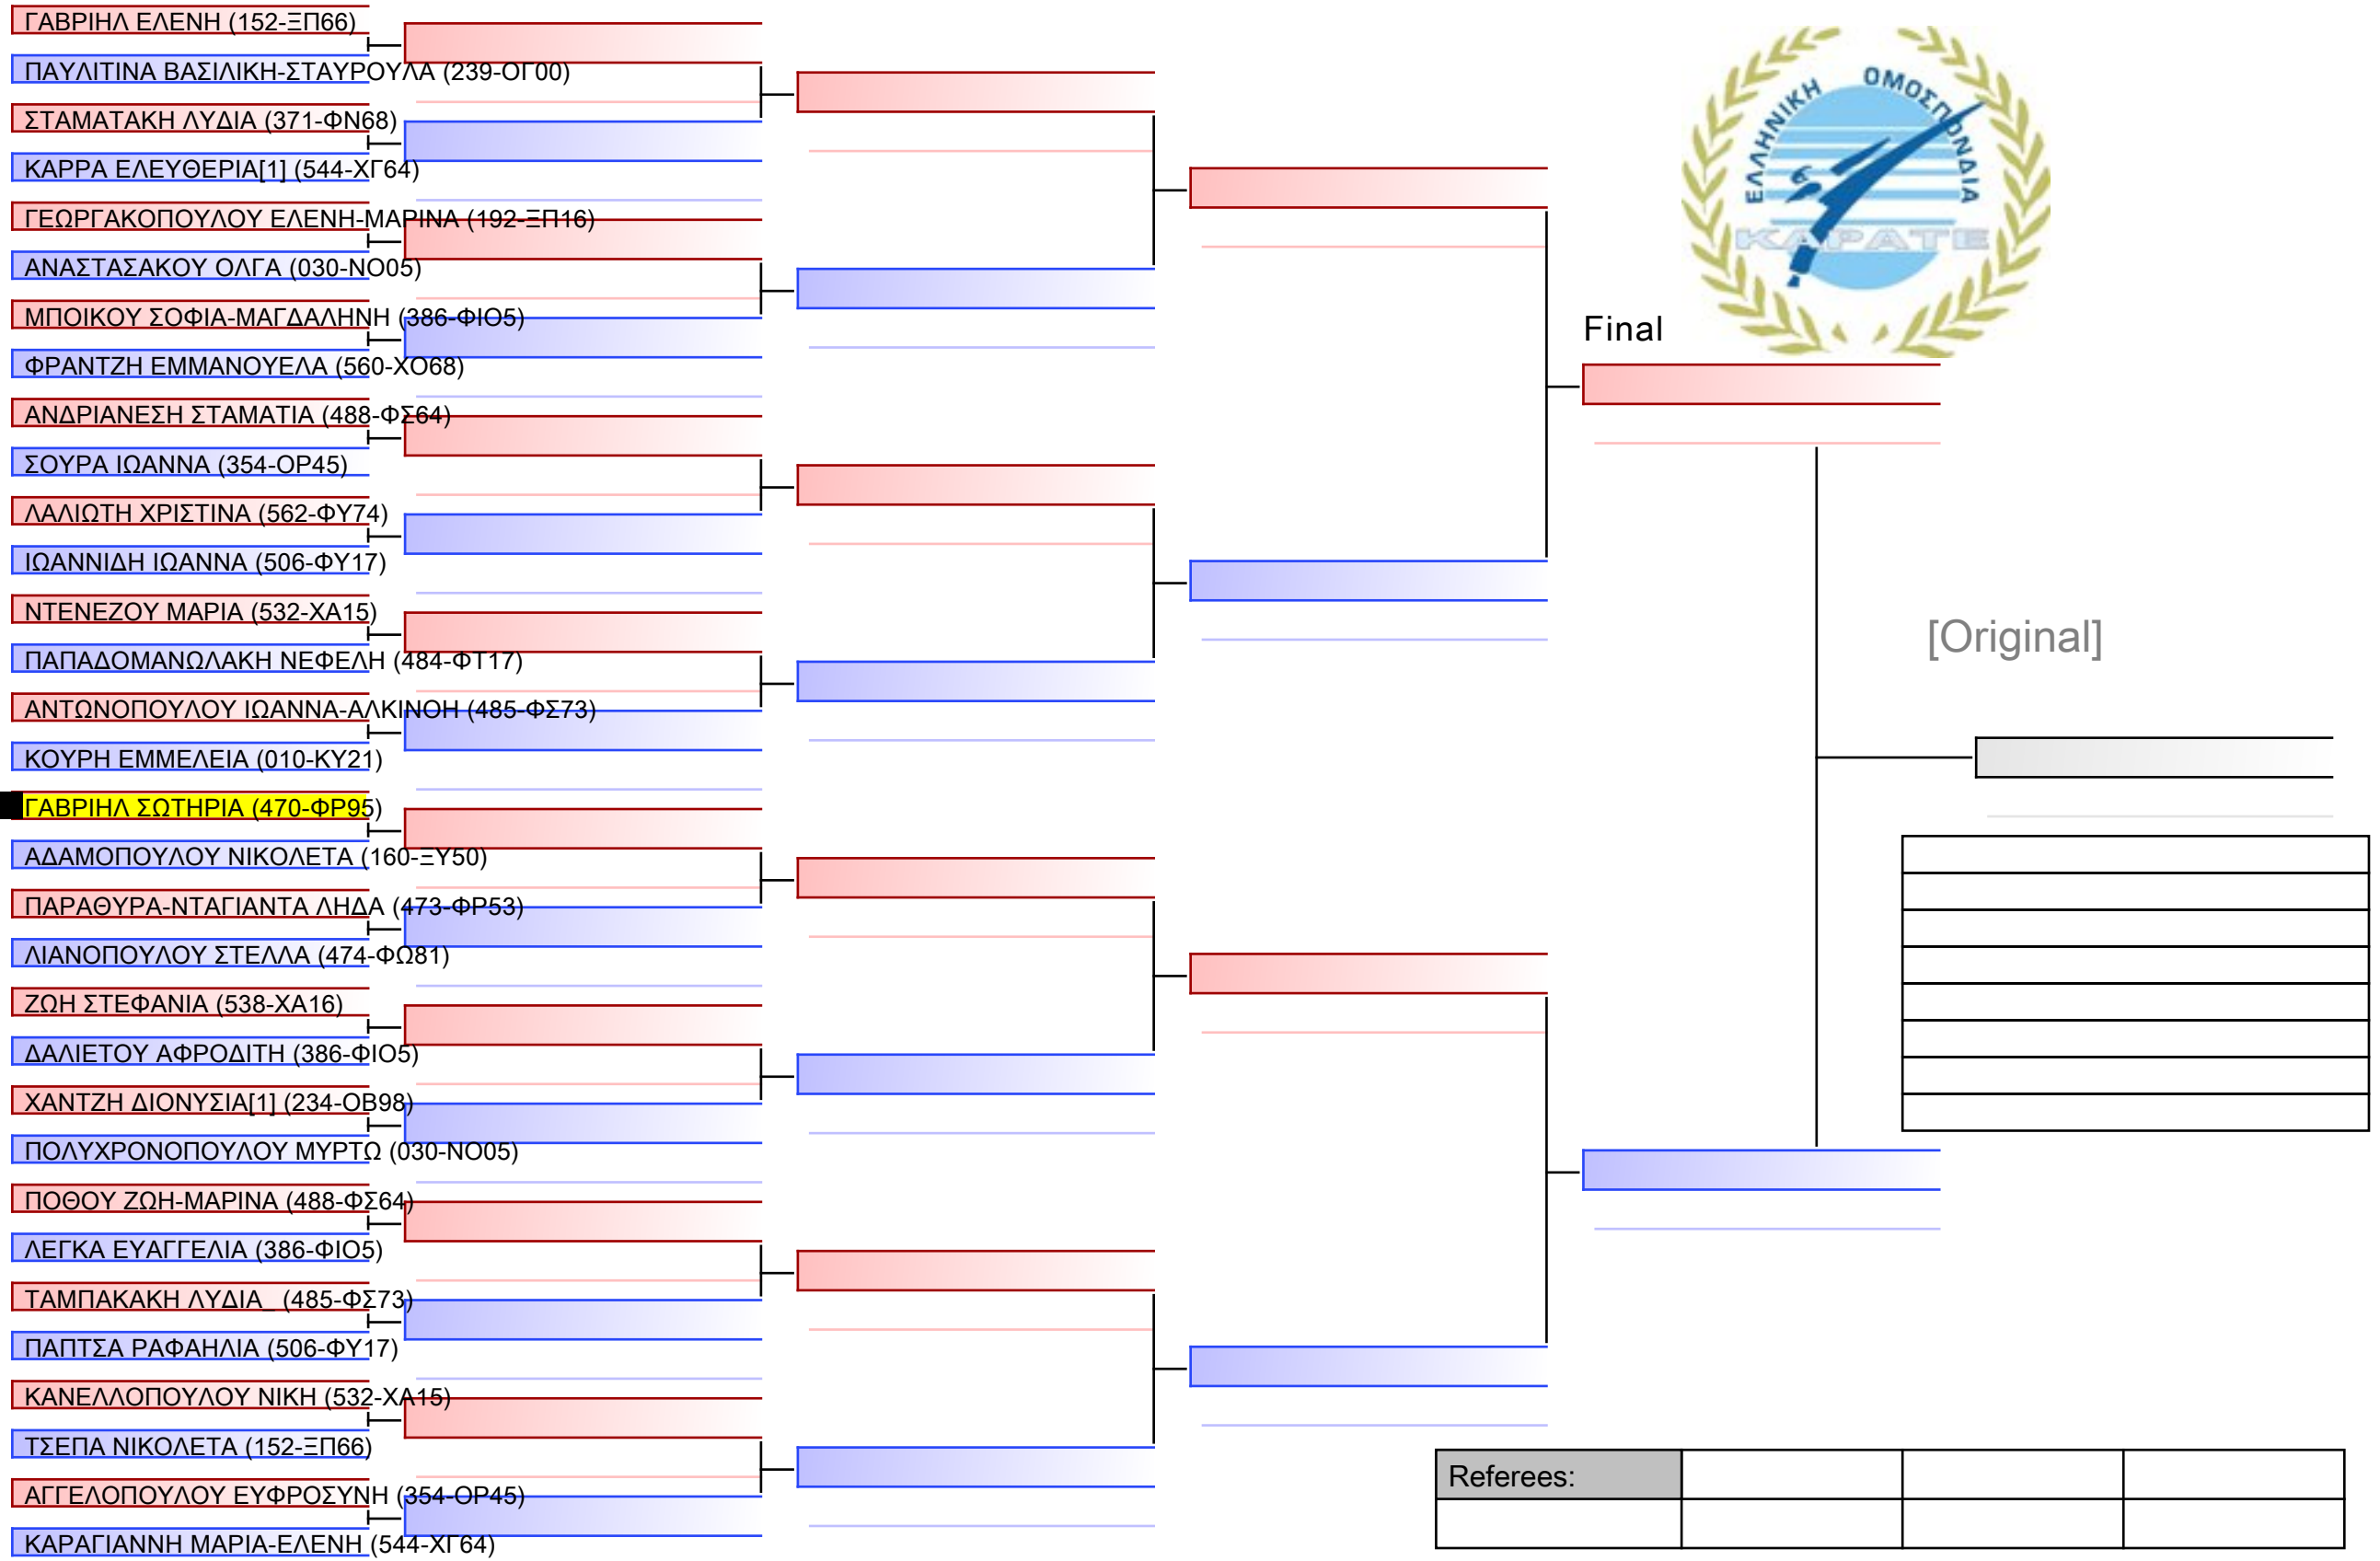 ΓΑΒΡΙΗΛ ΕΛΕΝΗ (152-ΞΠ66)
ΠΑΥΛΙΤΙΝΑ ΒΑΣΙΛΙΚΗ-ΣΤΑΥΡΟΥΛΑ (239-ΟΓ00)
ΣΤΑΜΑΤΑΚΗ ΛΥΔΙΑ (371-ΦΝ68)
ΚΑΡΡΑ ΕΛΕΥΘΕΡΙΑ[1] (544-ΧΓ64)
ΓΕΩΡΓΑΚΟΠΟΥΛΟΥ ΕΛΕΝΗ-ΜΑΡΙΝΑ (192-ΞΠ16)
ΑΝΑΣΤΑΣΑΚΟΥ ΟΛΓΑ (030-ΝΟ05)
ΜΠΟΙΚΟΥ ΣΟΦΙΑ-ΜΑΓΔΑΛΗΝΗ (386-ΦΙΟ5)
ΦΡΑΝΤΖΗ ΕΜΜΑΝΟΥΕΛΑ (560-ΧΟ68)
ΑΝΔΡΙΑΝΕΣΗ ΣΤΑΜΑΤΙΑ (488-ΦΣ64)
ΣΟΥΡΑ ΙΩΑΝΝΑ (354-ΟΡ45)
ΛΑΛΙΩΤΗ ΧΡΙΣΤΙΝΑ (562-ΦΥ74)
ΙΩΑΝΝΙΔΗ ΙΩΑΝΝΑ (506-ΦΥ17)
ΝΤΕΝΕΖΟΥ ΜΑΡΙΑ (532-ΧΑ15)
ΠΑΠΑΔΟΜΑΝΩΛΑΚΗ ΝΕΦΕΛΗ (484-ΦΤ17)
ΑΝΤΩΝΟΠΟΥΛΟΥ ΙΩΑΝΝΑ-ΑΛΚΙΝΟΗ (485-ΦΣ73)
ΚΟΥΡΗ ΕΜΜΕΛΕΙΑ (010-ΚΥ21)
ΓΑΒΡΙΗΛ ΣΩΤΗΡΙΑ (470-ΦΡ95)
ΑΔΑΜΟΠΟΥΛΟΥ ΝΙΚΟΛΕΤΑ (160-ΞΥ50)
ΠΑΡΑΘΥΡΑ-ΝΤΑΓΙΑΝΤΑ ΛΗΔΑ (473-ΦΡ53)
ΛΙΑΝΟΠΟΥΛΟΥ ΣΤΕΛΛΑ (474-ΦΩ81)
ΖΩΗ ΣΤΕΦΑΝΙΑ (538-ΧΑ16)
ΔΑΛΙΕΤΟΥ ΑΦΡΟΔΙΤΗ (386-ΦΙΟ5)
ΧΑΝΤΖΗ ΔΙΟΝΥΣΙΑ[1] (234-ΟΒ98)
ΠΟΛΥΧΡΟΝΟΠΟΥΛΟΥ ΜΥΡΤΩ (030-ΝΟ05)
ΠΟΘΟΥ ΖΩΗ-ΜΑΡΙΝΑ (488-ΦΣ64)
ΛΕΓΚΑ ΕΥΑΓΓΕΛΙΑ (386-ΦΙΟ5)
ΤΑΜΠΑΚΑΚΗ ΛΥΔΙΑ_ (485-ΦΣ73)
ΠΑΠΤΣΑ ΡΑΦΑΗΛΙΑ (506-ΦΥ17)
ΚΑΝΕΛΛΟΠΟΥΛΟΥ ΝΙΚΗ (532-ΧΑ15)
ΤΣΕΠΑ ΝΙΚΟΛΕΤΑ (152-ΞΠ66)
ΑΓΓΕΛΟΠΟΥΛΟΥ ΕΥΦΡΟΣΥΝΗ (354-ΟΡ45)
ΚΑΡΑΓΙΑΝΝΗ ΜΑΡΙΑ-ΕΛΕΝΗ (544-ΧΓ64)
ΕΛΛΗΝΙΚΗ ΟΜΟΣΠΟΝΔΙΑ
ΚΑΡΑΤΕ
Final
[Original]
Referees: